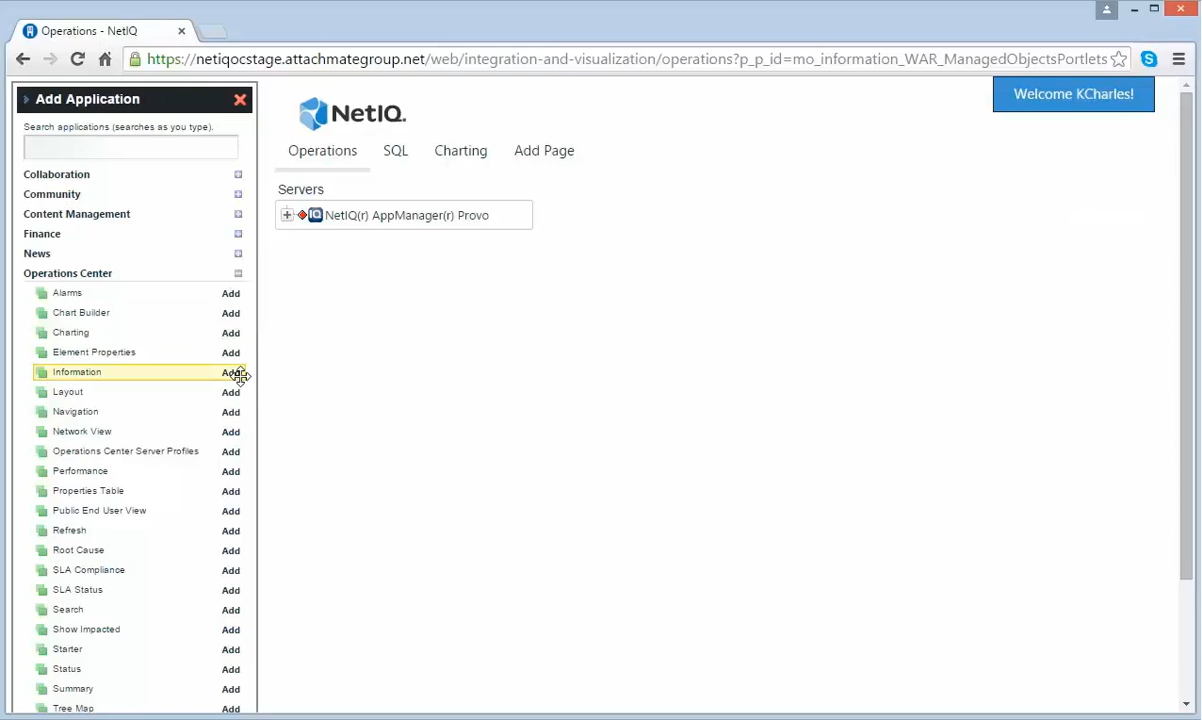 Operations - NetIQ
https://netiqocstage.attachmategroup.net/web/integration-and-visualization/operations?p_p_id=mo_information_WAR_ManagedObjectsPortlets
Add Application
Search applications (searches as you type).
Collaboration
Community
Content Management
Finance
News
Operations Center
Alarms Add
Chart Builder Add
Charting Add
Element Properties Add
Information Add
Layout Add
Navigation Add
Network View Add
Operations Center Server Profiles Add
Performance Add
Properties Table Add
Public End User View Add
Refresh Add
Root Cause Add
SLA Compliance Add
SLA Status Add
Search Add
Show Impacted Add
Starter Add
Status Add
Summary Add
Tree Map Add
Welcome KCharles!
NetIQ.
Operations SQL Charting Add Page
Servers
IQ NetIQ(r) AppManager(r) Provo